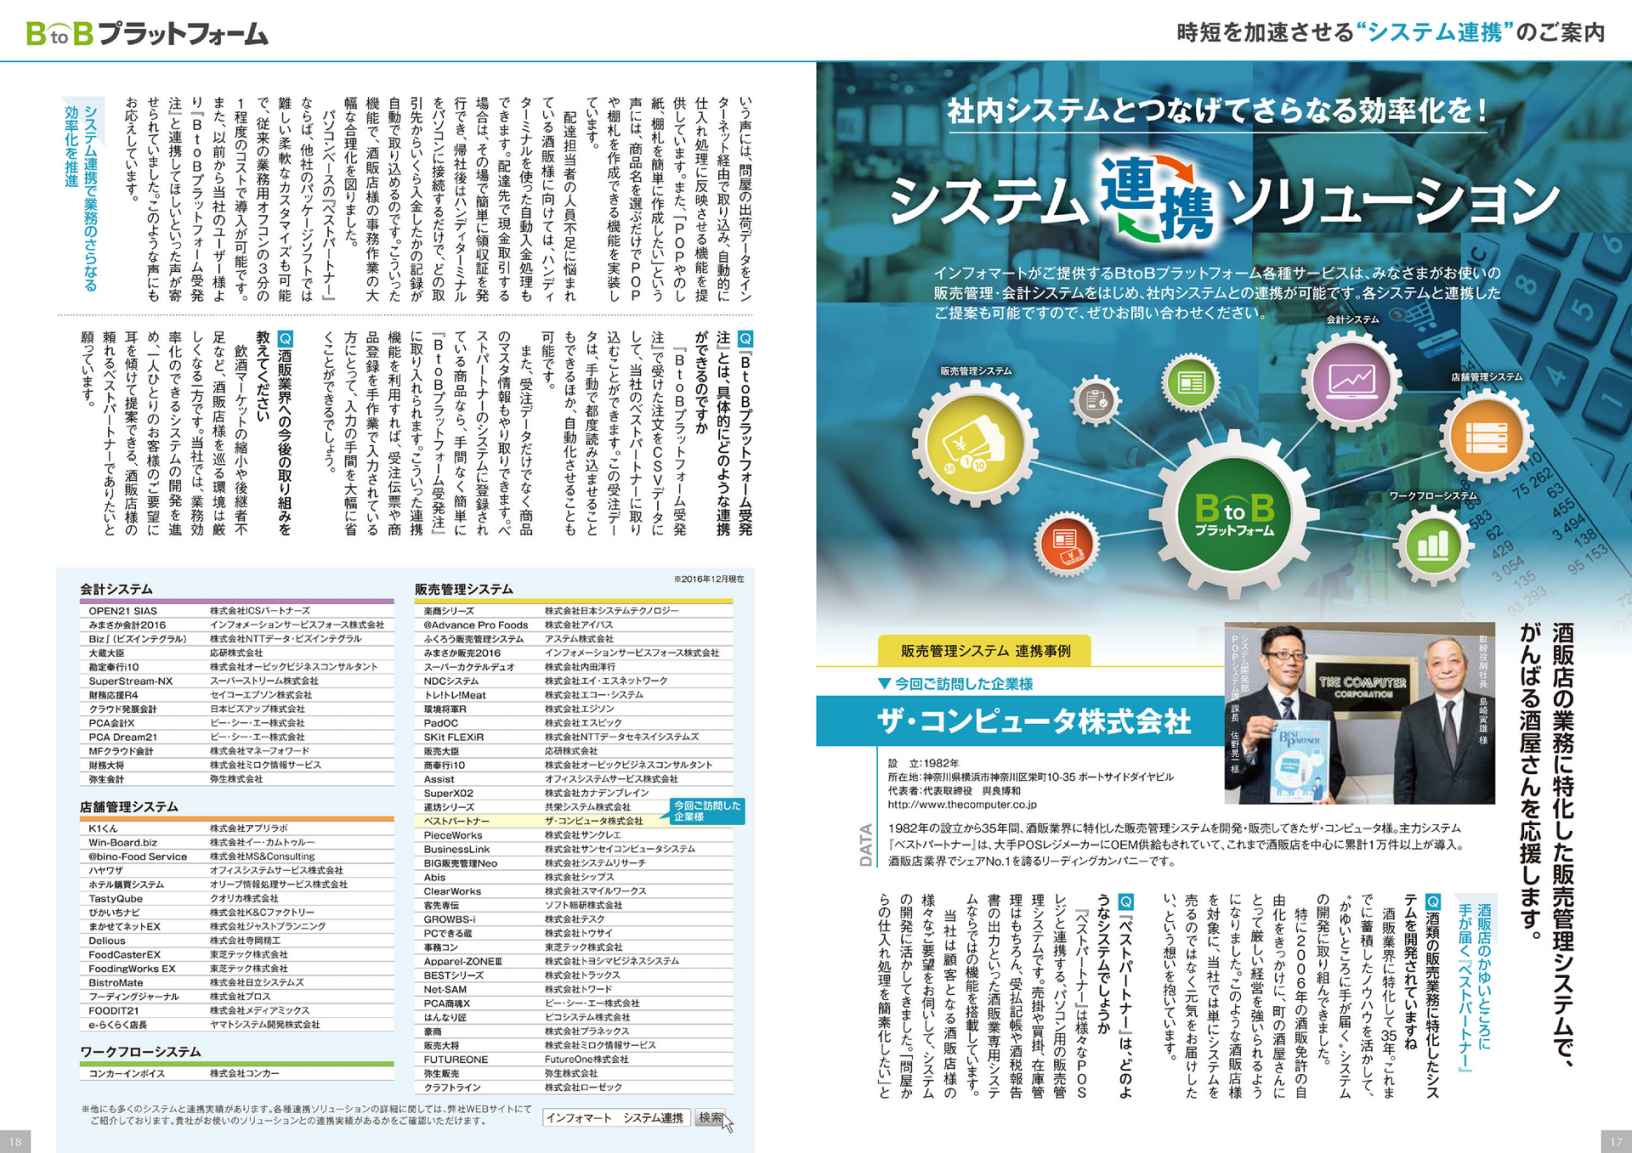 時短を加速させる“システム連携”のご案内
社内システムとつなげてさらなる効率化を！
システム連携ソリューション
インフォマートがご提供するBtoBプラットフォーム各種サービスは、みなさまがお使いの
販売管理・会計システムをはじめ、社内システムとの連携が可能です。各システムと連携した
ご提案も可能ですので、ぜひお問い合わせください。
販売管理システム
会計システム
店舗管理システム
ワークフローシステム
BtoB
プラットフォーム
酒販店の業務に特化した販売管理システムで、
がんばる酒屋さんを応援します。
販売管理システム 連携事例
▼今回ご訪問した企業様
ザ・コンピュータ株式会社
THE COMPUTER
CORPORATION
BEST
PARTNER
取締役副社長 島崎寅雄 様
システム開発部
POPシステム課 課長 佐野晃一 様
DATA
設 立：1982年
所在地：神奈川県横浜市神奈川区栄町10-35 ポートサイドダイヤビル
代表者：代表取締役 與良博和
http://www.thecomputer.co.jp
1982年の設立から35年間、酒販業界に特化した販売管理システムを開発・販売してきたザ・コンピュータ様。主力システム
『ベストパートナー』は、大手POSレジメーカーにOEM供給もされていて、これまで酒販店を中心に累計1万件以上が導入。
酒販店業界でシェアNo.1を誇るリーディングカンパニーです。
酒販店のかゆいところに
手が届く『ベストパートナー』
Q 酒類の販売業務に特化したシス
テムを開発されていますね
酒販業界に特化して35年。これま
でに蓄積したノウハウを活かして、
“かゆいところに手が届く”システム
の開発に取り組んできました。
特に2006年の酒販免許の自
由化をきっかけに、町の酒屋さんに
とって厳しい経営を強いられるよう
になりました。このような酒販店様
を対象に、当社では単にシステムを
売るのではなく元気をお届けした
い、という想いを抱いています。
Q 『ベストパートナー』は、どのよ
うなシステムでしょうか
『ベストパートナー』は様々なPOS
レジと連携する、パソコン用の販売管
理システムです。売掛や買掛、在庫管
理はもちろん、受払記帳や酒税報告
書の出力といった酒販業専用システ
ムならではの機能を搭載しています。
当社は顧客となる酒販店様の
様々なご要望をお伺いして、システム
の開発に活かしてきました。「問屋か
らの仕入れ処理を簡素化したい」と
17
BtoBプラットフォーム
いう声には、問屋の出荷データをイン
ターネット経由で取り込み、自動的に
仕入れ処理に反映させる機能を提
供しています。また、「POPやのし
紙、棚札を簡単に作成したい」という
声には、商品名を選ぶだけでPOP
や棚札を作成できる機能を実装し
ています。
配達担当者の人員不足に悩まれ
ている酒販様に向けては、ハンディ
ターミナルを使った自動入金処理も
できます。配達先で現金取引する
場合は、その場で簡単に領収証を発
行でき、帰社後はハンディターミナル
をパソコンに接続するだけで、どの取
引先からいくら入金したかの記録が
自動で取り込めるのです。こういった
機能で、酒販店様の事務作業の大
幅な合理化を図りました。
パソコンベースの『ベストパートナー』
ならば、他社のパッケージソフトでは
難しい柔軟なカスタマイズも可能
で、従来の業務用オフコンの3分の
1程度のコストで導入が可能です。
また、以前から当社のユーザー様よ
り『BtoBプラットフォーム受発
注』と連携してほしいといった声が寄
せられていました。このような声にも
お応えしています。
システム連携で業務のさらなる
効率化を推進
Q 『BtoBプラットフォーム受発
注』とは、具体的にどのような連携
ができるのですか
『BtoBプラットフォーム受発
注』で受けた注文をCSVデータに
して、当社のベストパートナーに取り
込むことができます。この受注デー
タは、手動で都度読み込ませること
もできるほか、自動化させることも
可能です。
また、受注データだけでなく商品
のマスタ情報もやり取りできます。ベ
ストパートナーのシステムに登録され
ている商品なら、手間なく簡単に
『BtoBプラットフォーム受発注』
に取り入れられます。こういった連携
機能を利用すれば、受注伝票や商
品登録を手作業で入力されている
方にとって、入力の手間を大幅に省
くことができるでしょう。
Q 酒販業界への今後の取り組みを
教えてください
飲酒マーケットの縮小や後継者不
足など、酒販店様を巡る環境は厳
しくなる一方です。当社では、業務効
率化のできるシステムの開発を進
め、一人ひとりのお客様のご要望に
耳を傾けて提案できる、酒販店様の
頼れるベストパートナーでありたいと
願っています。
※2016年12月現在
会計システム
OPEN21 SIAS 株式会社ICSパートナーズ
みまさか会計2016 インフォメーションサービスフォース株式会社
Biz∫(ビズインテグラル) 株式会社NTTデータ・ビズインテグラル
大蔵大臣 応研株式会社
勘定奉行i10 株式会社オービックビジネスコンサルタント
SuperStream-NX スーパーストリーム株式会社
財務応援R4 セイコーエプソン株式会社
クラウド発展会計 日本ビズアップ株式会社
PCA会計X ピー・シー・エー株式会社
PCA Dream21 ピー・シー・エー株式会社
MFクラウド会計 株式会社マネーフォワード
財務大将 株式会社ミロク情報サービス
弥生会計 弥生株式会社
店舗管理システム
K1くん 株式会社アプリラボ
Win-Board.biz 株式会社イー・カムトゥルー
@bino-Food Service 株式会社MS&Consulting
ハヤワザ オフィスシステムサービス株式会社
ホテル購買システム オリーブ情報処理サービス株式会社
TastyQube クオリカ株式会社
ぴかいちナビ 株式会社K&Cファクトリー
まかせてネットEX 株式会社ジャストプランニング
Delious 株式会社寺岡精工
FoodCasterEX 東芝テック株式会社
FoodingWorks EX 東芝テック株式会社
BistroMate 株式会社日立システムズ
フーディングジャーナル 株式会社プロス
FOODIT21 株式会社メディアミックス
e-らくらく店長 ヤマトシステム開発株式会社
ワークフローシステム
コンカーインボイス 株式会社コンカー
販売管理システム
楽商シリーズ 株式会社日本システムテクノロジー
@Advance Pro Foods 株式会社アイバス
ふくろう販売管理システム アステム株式会社
みまさか販売2016 インフォメーションサービスフォース株式会社
スーパーカクテルデュオ 株式会社内田洋行
NDCシステム 株式会社エイ・エスネットワーク
トレ!トレ!Meat 株式会社エコー・システム
環境将軍R 株式会社エジソン
PadOC 株式会社エスピック
SKit FLEXiR 株式会社NTTデータセキスイシステムズ
販売大臣 応研株式会社
商奉行i10 株式会社オービックビジネスコンサルタント
Assist オフィスシステムサービス株式会社
SuperX02 株式会社カナデンブレイン
運坊シリーズ 共栄システム株式会社
ベストパートナー ザ・コンピュータ株式会社
今回ご訪問した
企業様
PieceWorks 株式会社サンクレエ
BusinessLink 株式会社サンセイコンピュータシステム
BIG販売管理Neo 株式会社システムリサーチ
Abis 株式会社シップス
ClearWorks 株式会社スマイルワークス
客先専伝 ソフト総研株式会社
GROWBS-i 株式会社テスク
PCできる蔵 株式会社トウサイ
事務コン 東芝テック株式会社
Apparel-ZONEⅢ 株式会社トヨシマビジネスシステム
BESTシリーズ 株式会社トラックス
Net-SAM 株式会社トワード
PCA商魂X ピー・シー・エー株式会社
はんなり匠 ピコシステム株式会社
豪商 株式会社プラネックス
販売大将 株式会社ミロク情報サービス
FUTUREONE FutureOne株式会社
弥生販売 弥生株式会社
クラフトライン 株式会社ローゼック
※他にも多くのシステムと連携実績があります。各種連携ソリューションの詳細に関しては、弊社WEBサイトにて
ご紹介しております。貴社がお使いのソリューションとの連携実績があるかをご確認いただけます。
インフォマート システム連携 検索
18